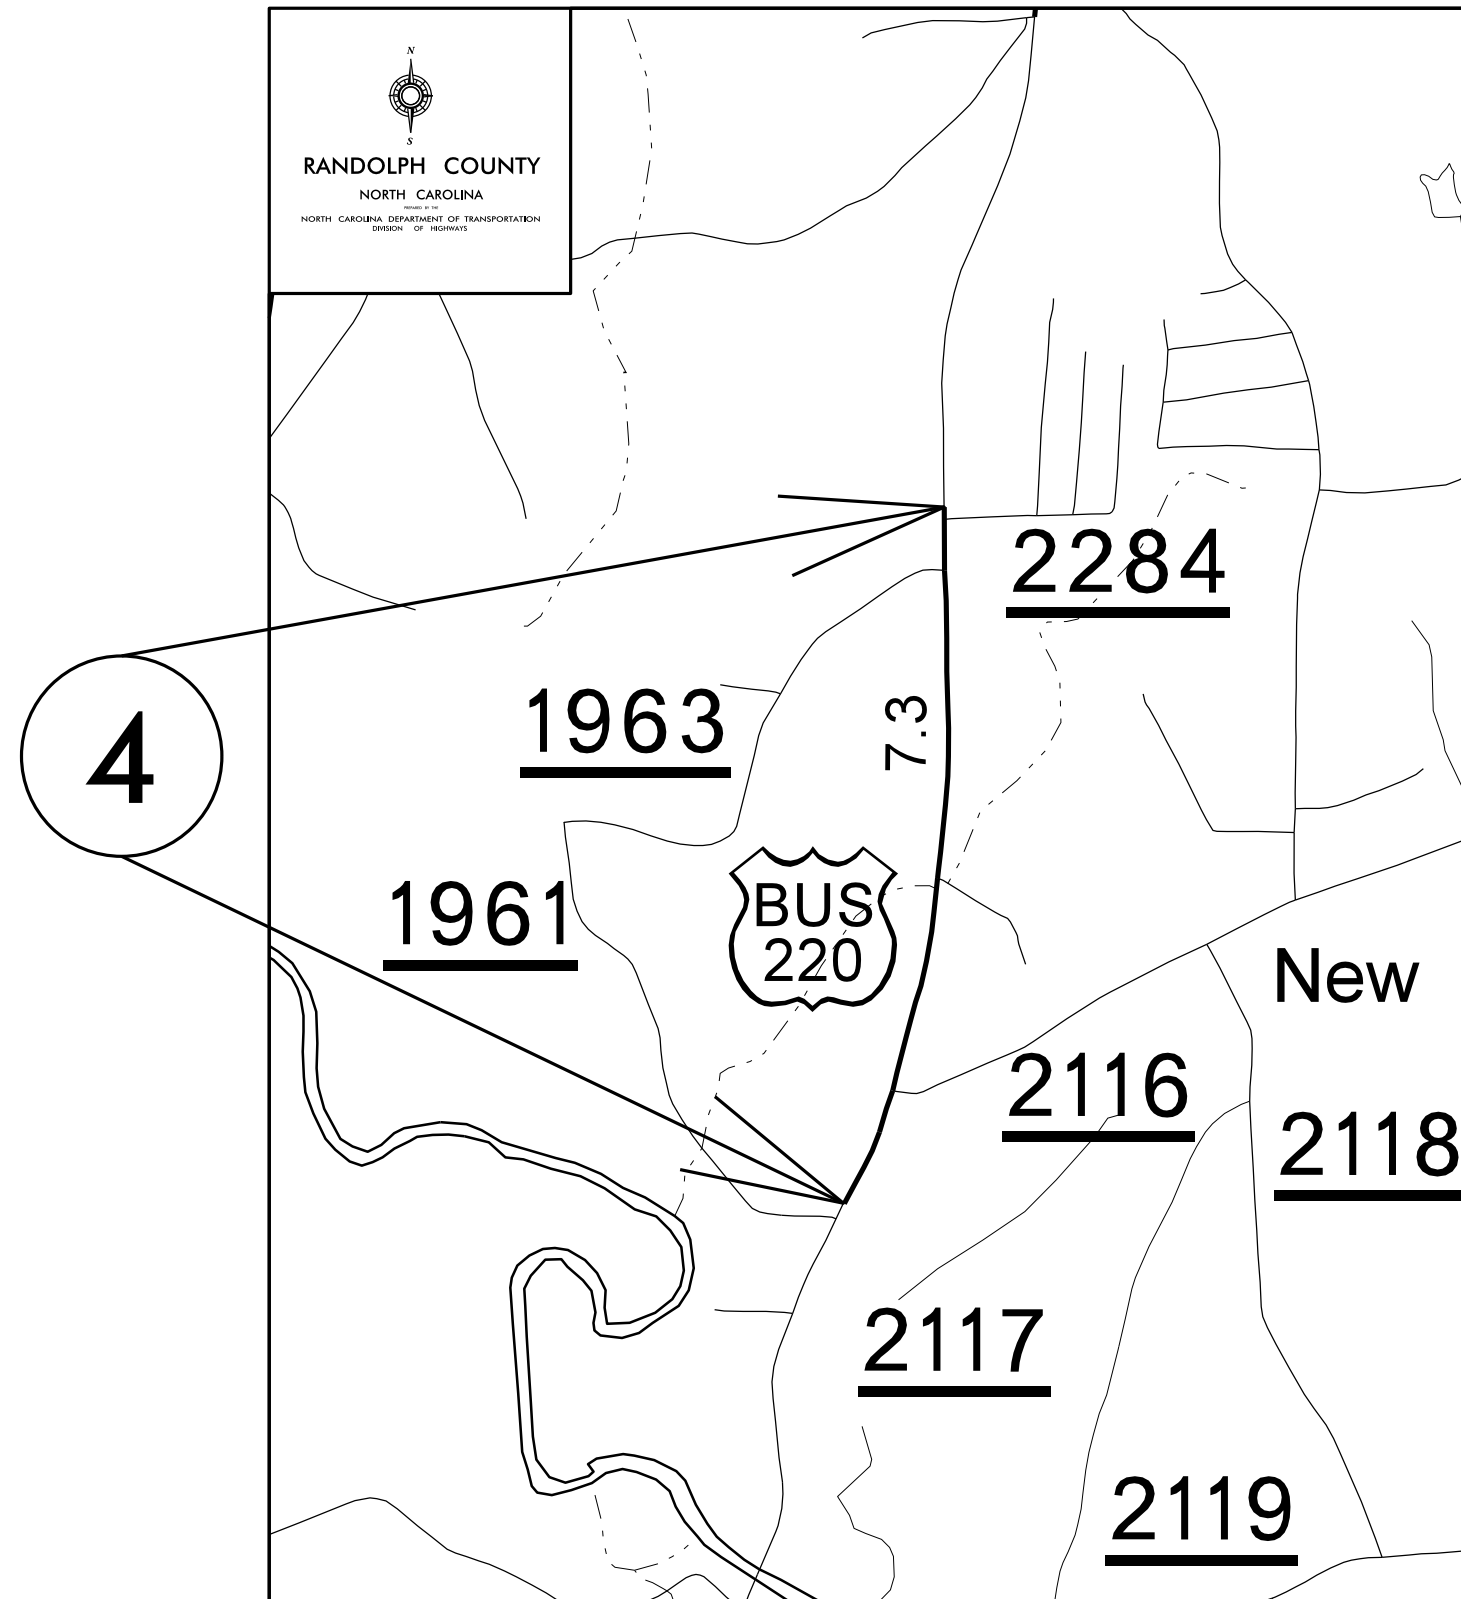 N
S
RANDOLPH COUNTY
NORTH CAROLINA
PREPARED BY THE
NORTH CAROLINA DEPARTMENT OF TRANSPORTATION
DIVISION OF HIGHWAYS
2284
1963
7.3
4
1961
BUS
220
New
2116
2118
2117
2119